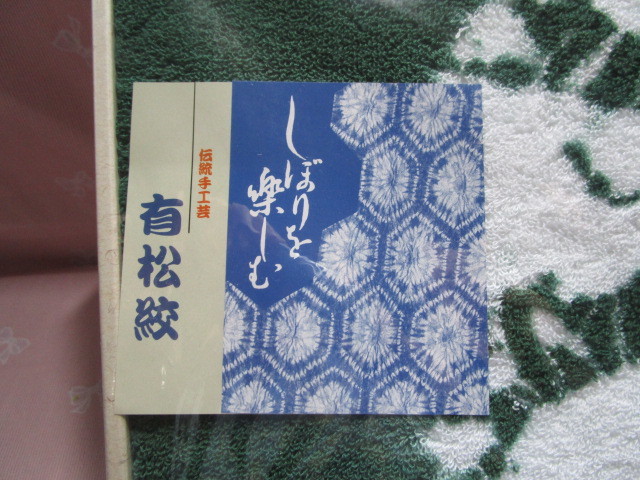 しぼりを
楽しむ
伝統手工芸
有松絞